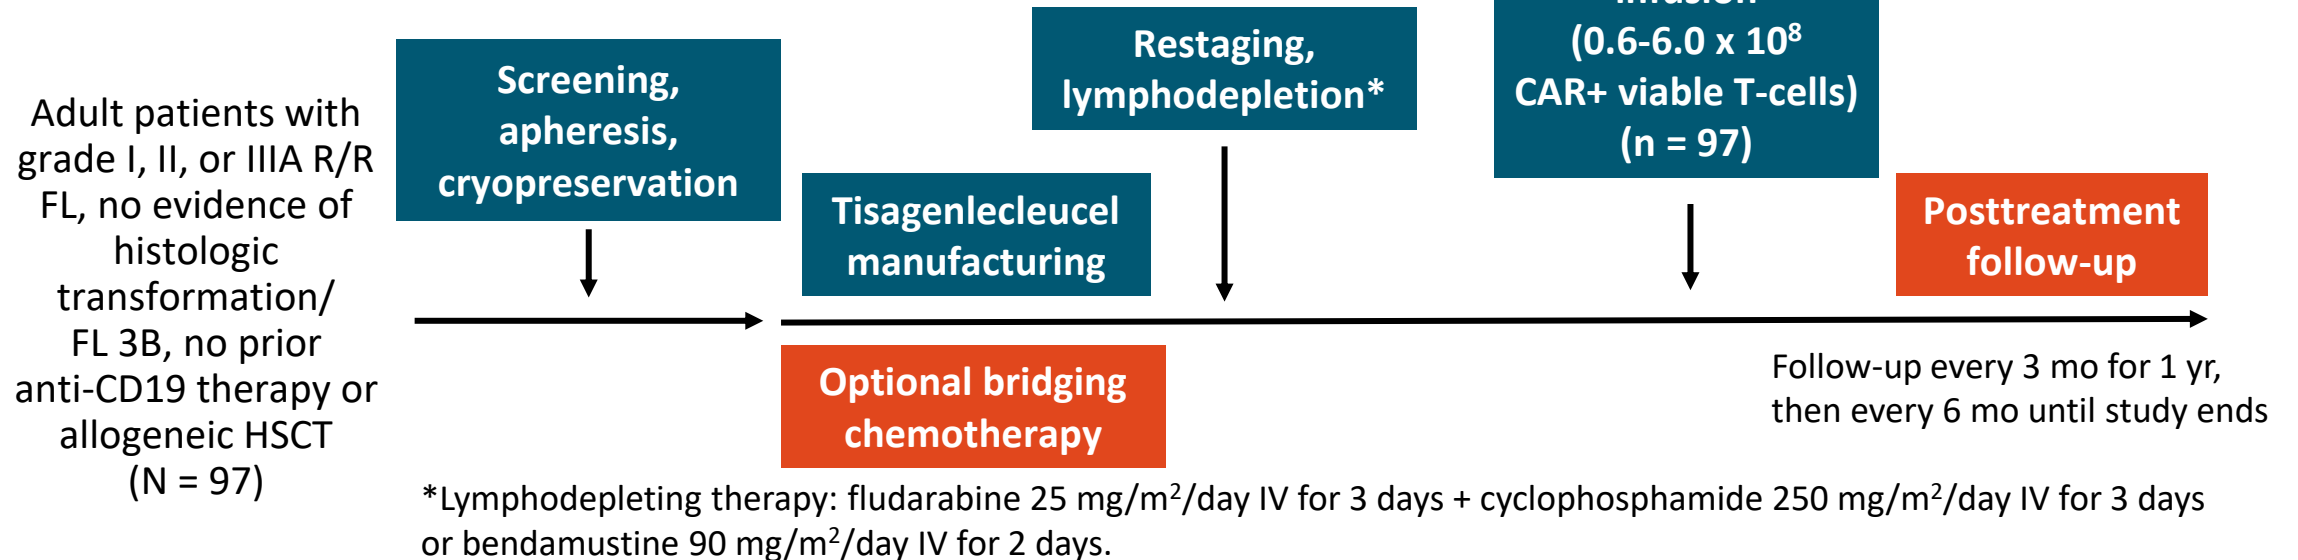 Adult patients with
grade I, II, or IIIA R/R
FL, no evidence of
histologic
transformation/
FL 3B, no prior
anti-CD19 therapy or
allogeneic HSCT
(N = 97)
Screening,
apheresis,
cryopreservation
Tisagenlecleucel
manufacturing
Optional bridging
chemotherapy
Restaging,
lymphodepletion*
(0.6-6.0 x 10⁸
CAR+ viable T-cells)
(n = 97)
Posttreatment
follow-up
Follow-up every 3 mo for 1 yr,
then every 6 mo until study ends
*Lymphodepleting therapy: fludarabine 25 mg/m²/day IV for 3 days + cyclophosphamide 250 mg/m²/day IV for 3 days
or bendamustine 90 mg/m²/day IV for 2 days.